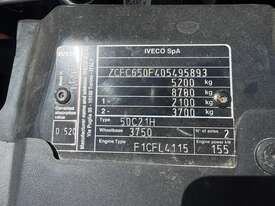 IVECO SpA
ZCFC650F405495893
5200 kg
8780 kg
1- 2100 kg
2- 3700 kg
Type 50C21H
Wheelbase 3750
N° of axles 2
Engine Type F1CFL4115
Engine power kW 155
IVECO
0.520